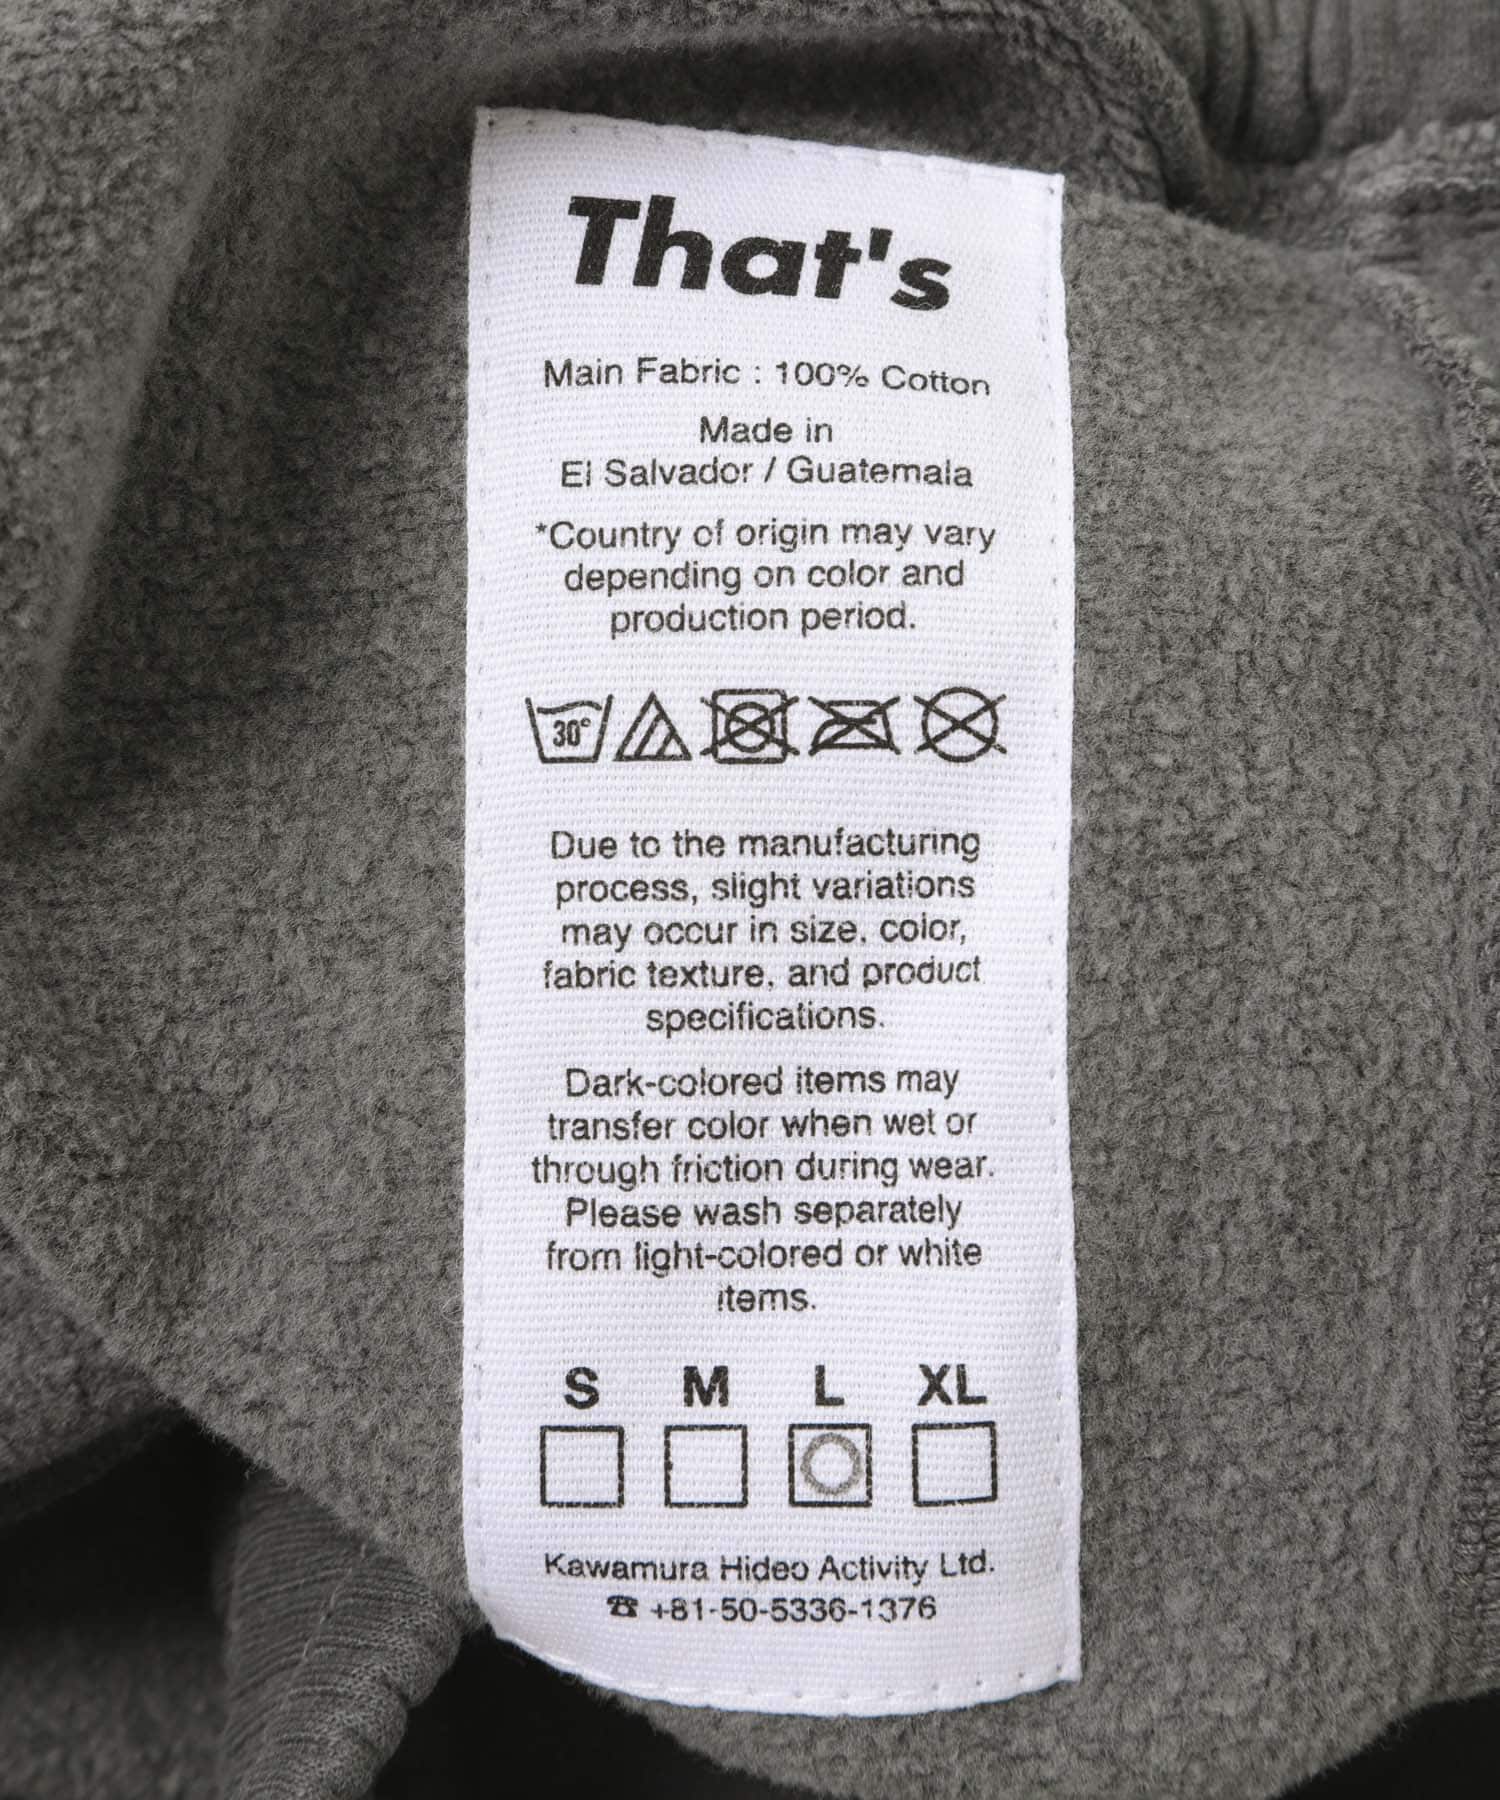 That's
Main Fabric : 100% Cotton
Made in
El Salvador / Guatemala
*Country of origin may vary
depending on color and
production period.
30°
Due to the manufacturing
process, slight variations
may occur in size, color,
fabric texture, and product
specifications.
Dark-colored items may
transfer color when wet or
through friction during wear.
Please wash separately
from light-colored or white
items.
S M L XL
Kawamura Hideo Activity Ltd.
☎ +81-50-5336-1376